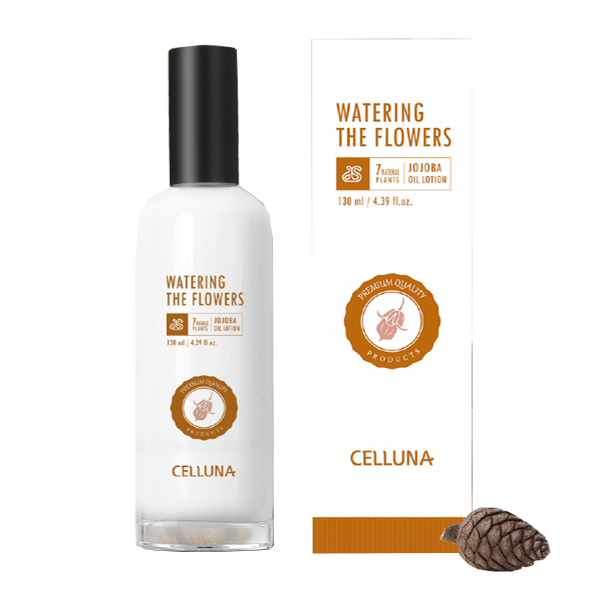 WATERING
THE FLOWERS
7 NATURAL PLANTS
JOJOBA OIL LOTION
130 ml / 4.39 fl.oz.
PREMIUM QUALITY
PRODUCTS
CELLUNA
WATERING
THE FLOWERS
7 NATURAL PLANTS
JOJOBA OIL LOTION
130 ml / 4.39 fl.oz.
PREMIUM QUALITY
PRODUCTS
CELLUNA